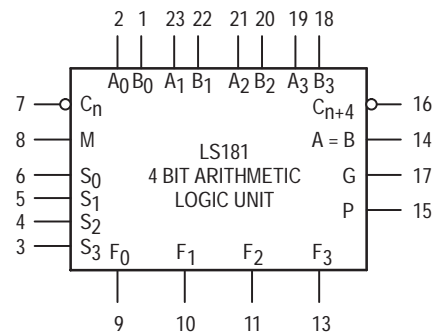 2 1 23 22 21 20 19 18
A0 B0 A1 B1 A2 B2 A3 B3
7 Cn Cn+4 16
8 M LS181 A = B 14
6 S0 4 BIT ARITHMETIC G 17
5 S1 LOGIC UNIT
4 S2 P 15
3 S3 F0 F1 F2 F3
9 10 11 13